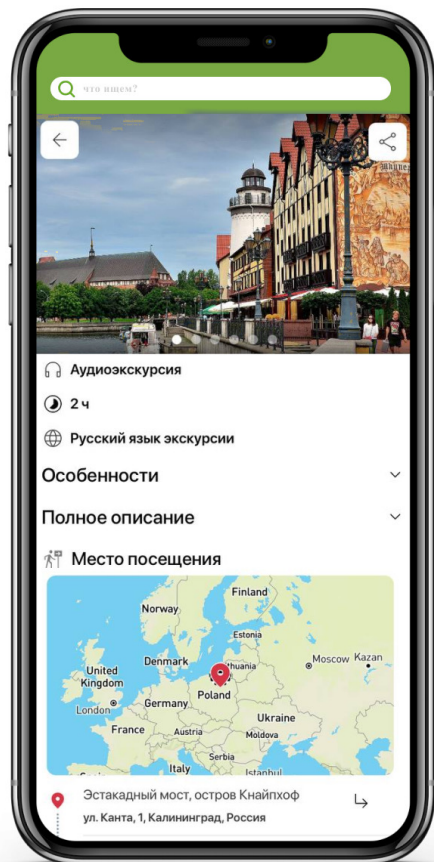 что ищем?
Аудиоэкскурсия
2 ч
Русский язык экскурсии
Особенности
Полное описание
Место посещения
Finland
Norway
Estonia
Moscow Kazan
Denmark
United
Kingdom
Poland
London
Germany
Ukraine
France
Austria
Moldova
Serbia
Italy
Istanbul
Эстакадный мост, остров Кнайпхоф
ул. Канта, 1, Калининград, Россия